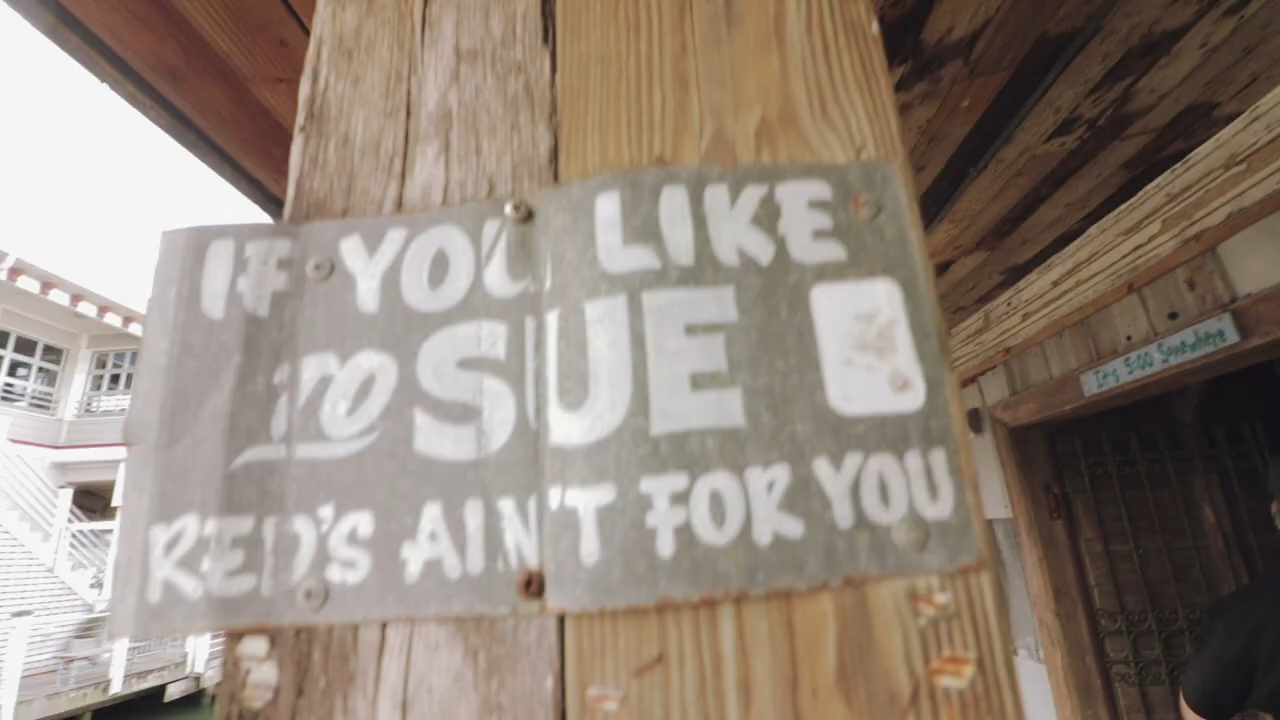 IF YOU LIKE
TO SUE
RED'S AIN'T FOR YOU
It's 5:00 Somewhere